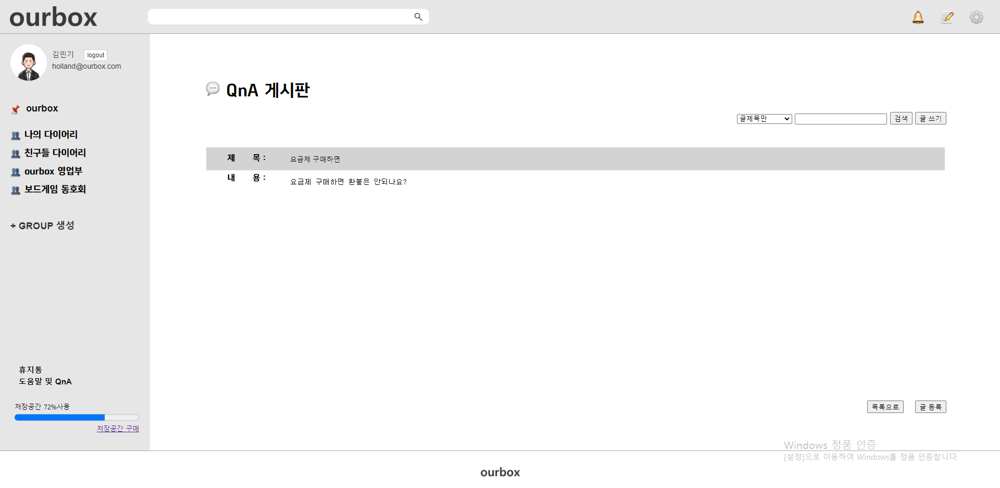 ourbox
김민기 logout
holland@ourbox.com
ourbox
나의 다이어리
친구들 다이어리
ourbox 영업부
보드게임 동호회
+ GROUP 생성
휴지통
도움말 및 QnA
저장공간 72%사용
저장공간 구매
QnA 게시판
글제목만 검색 글 쓰기
제 목 : 요금제 구매하면
내 용 : 요금제 구매하면 환불은 안되나요?
목록으로 글 등록
Windows 정품 인증
[설정]으로 이동하여 Windows를 정품 인증합니다.
ourbox